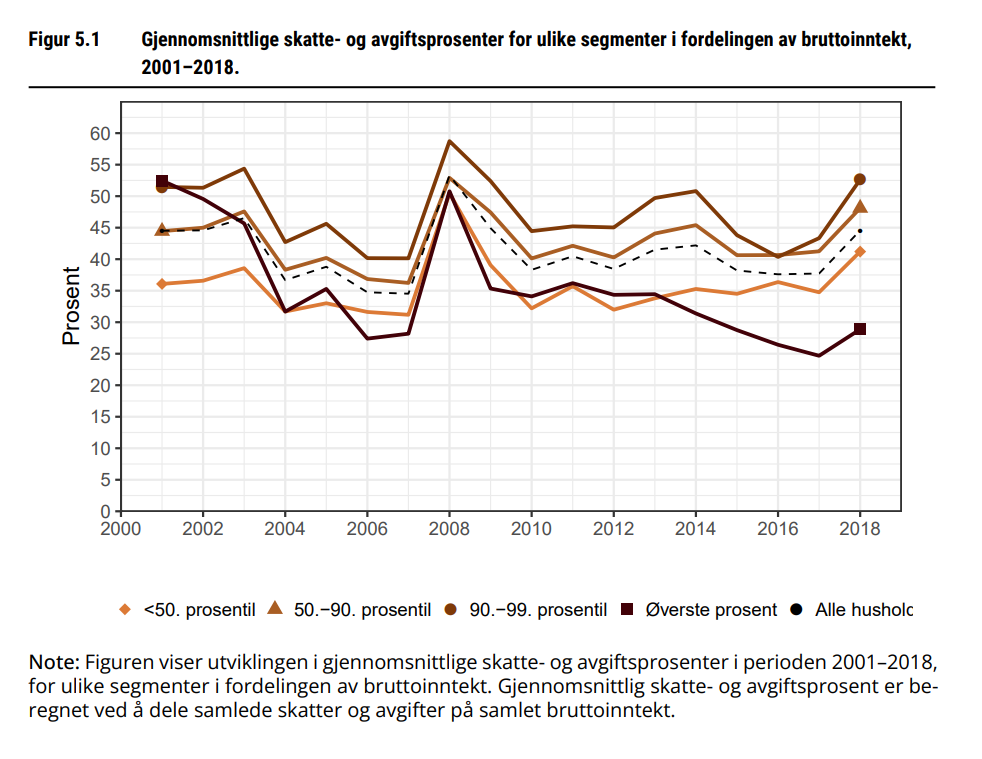 Figur 5.1 Gjennomsnittlige skatte- og avgiftsprosenter for ulike segmenter i fordelingen av bruttoinntekt,
2001–2018.
Prosent
60
55
50
45
40
35
30
25
20
15
10
5
0
2000 2002 2004 2006 2008 2010 2012 2014 2016 2018
<50. prosentil 50.–90. prosentil 90.–99. prosentil Øverste prosent Alle husholc
Note: Figuren viser utviklingen i gjennomsnittlige skatte- og avgiftsprosenter i perioden 2001–2018,
for ulike segmenter i fordelingen av bruttoinntekt. Gjennomsnittlig skatte- og avgiftsprosent er be-
regnet ved å dele samlede skatter og avgifter på samlet bruttoinntekt.